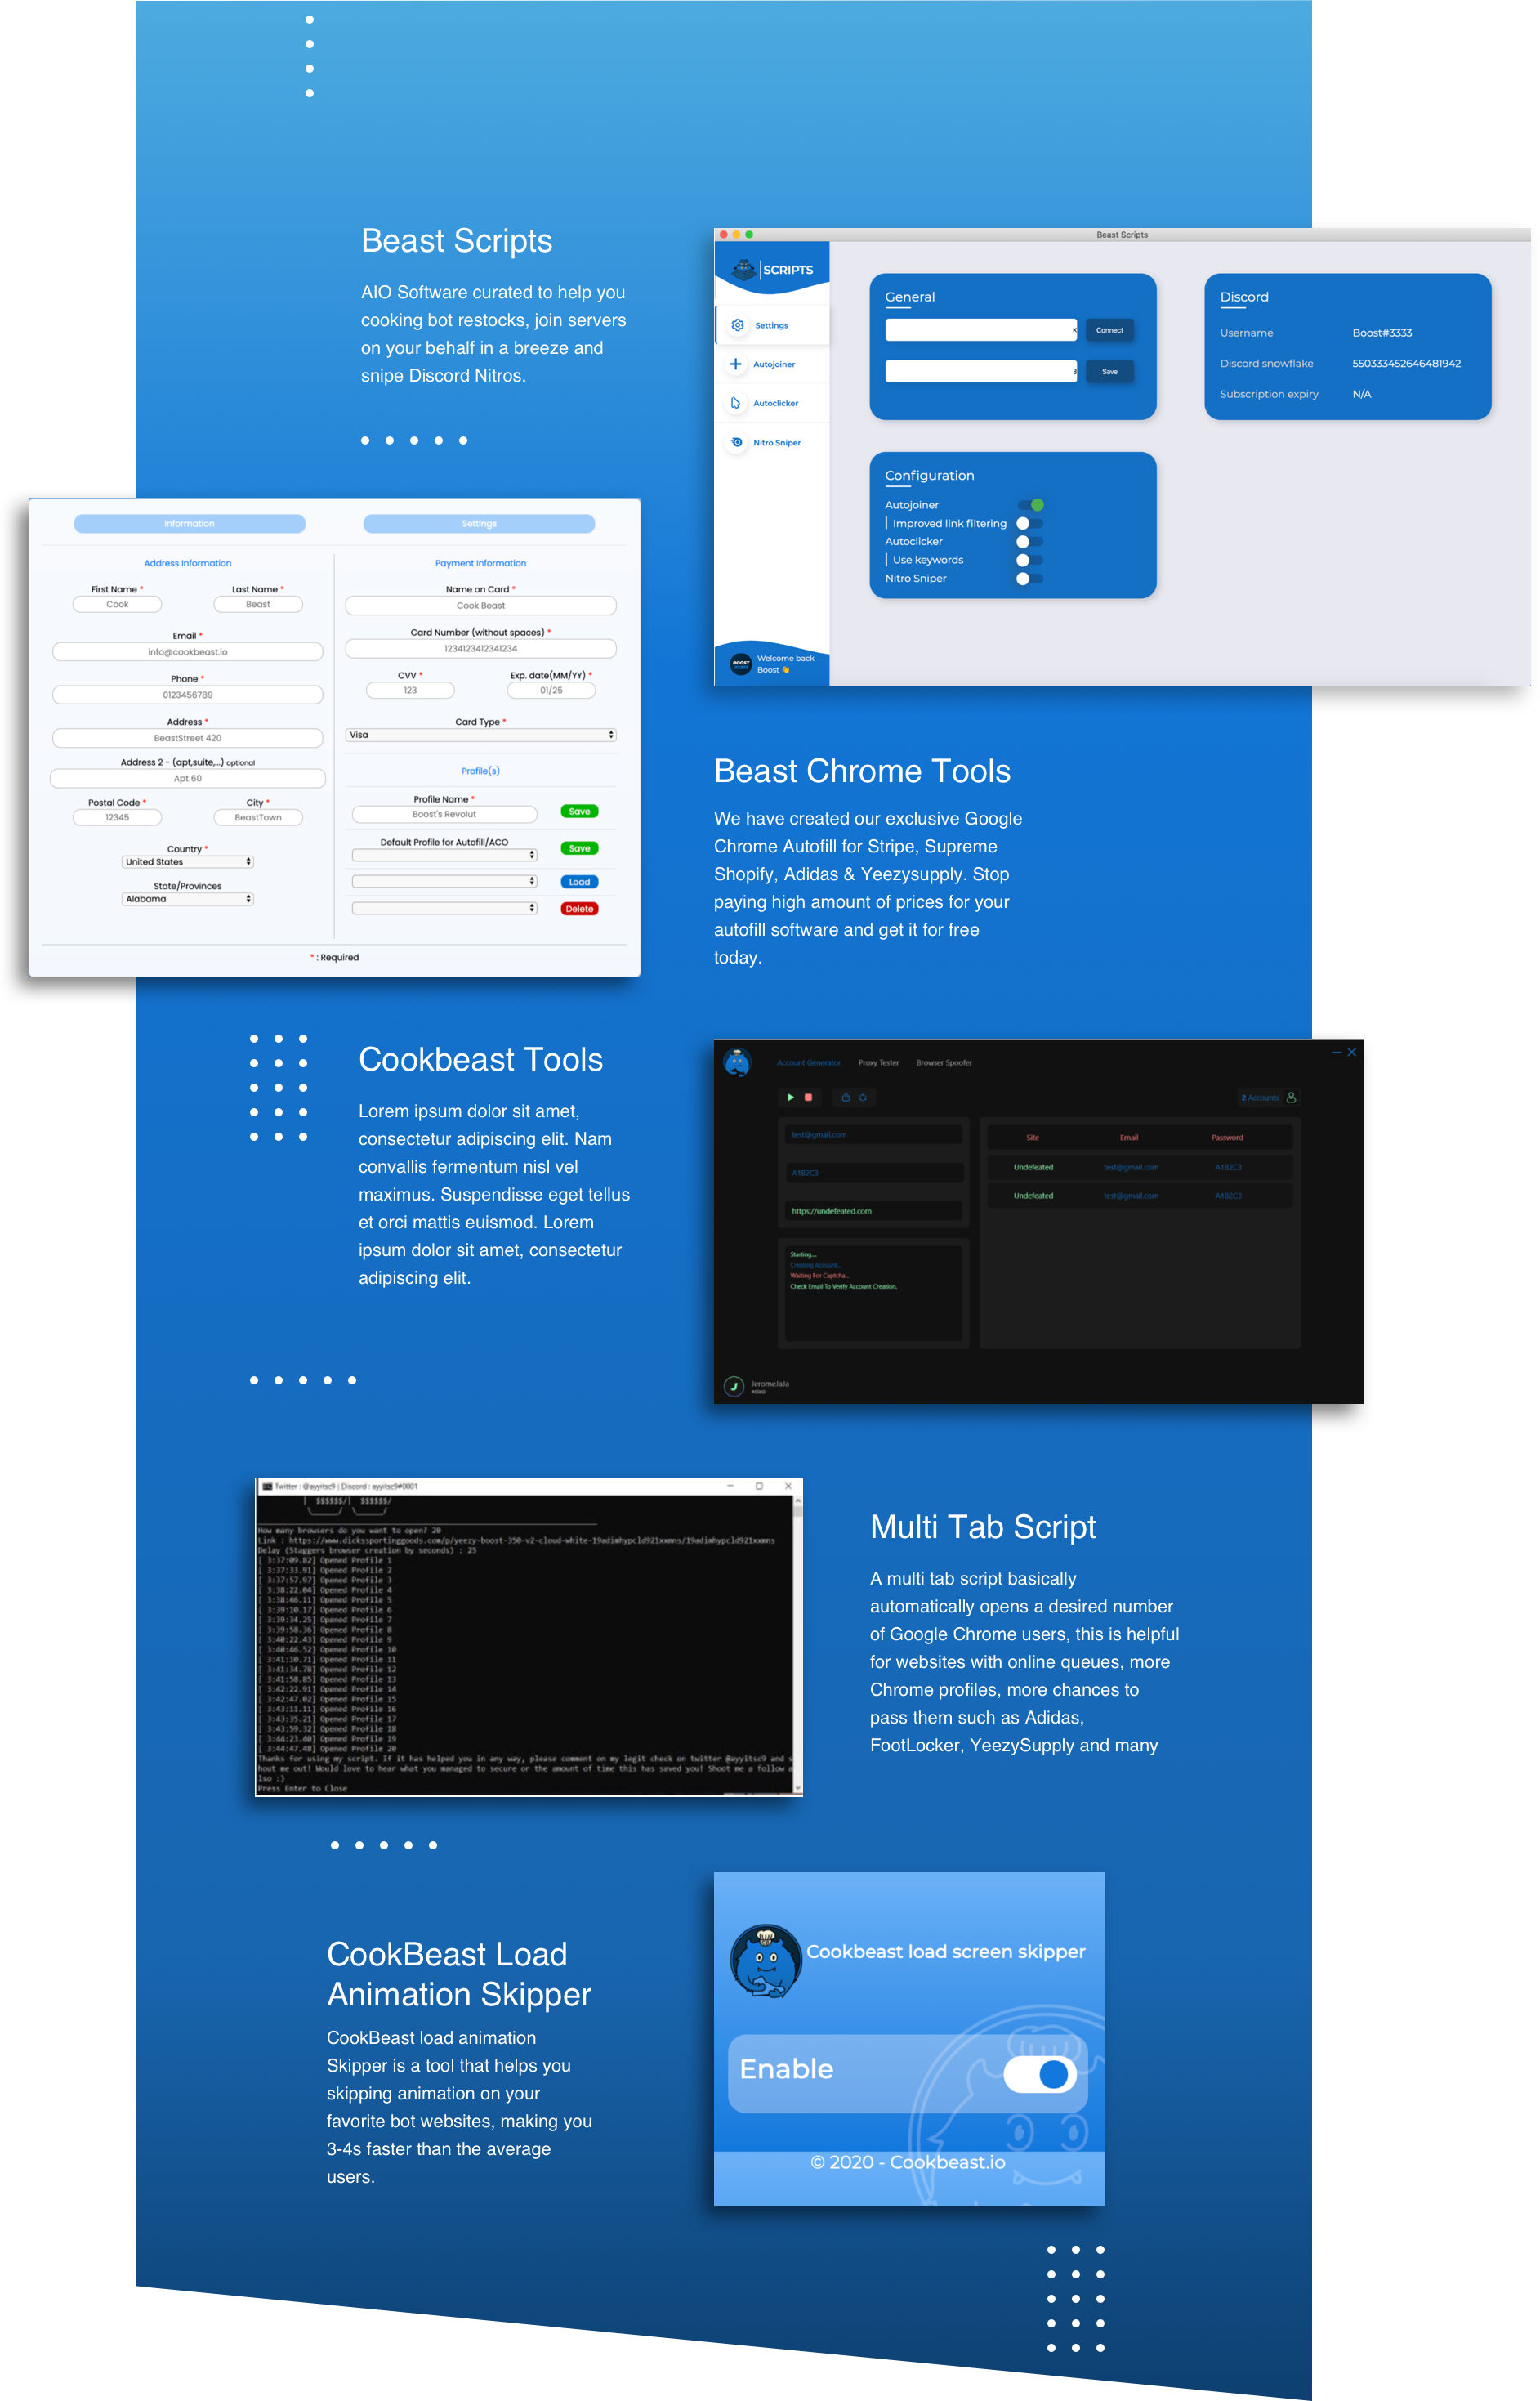 Beast Scripts
AIO Software curated to help you
cooking bot restocks, join servers
on your behalf in a breeze and
snipe Discord Nitros.
Beast Scripts
SCRIPTS
Settings
Autojoiner
Autoclicker
Nitro Sniper
BOOST
Welcome back
Boost 👋
General
K
Connect
3
Save
Discord
Username Boost#3333
Discord snowflake 550333452646481942
Subscription expiry N/A
Configuration
Autojoiner
Improved link filtering
Autoclicker
Use keywords
Nitro Sniper
Information
Settings
Address Information
First Name * Last Name *
Cook Beast
Email *
info@cookbeast.io
Phone *
0123456789
Address *
BeastStreet 420
Address 2 - (apt,suite,..) optional
Apt 60
Postal Code * City *
12345 BeastTown
Country *
United States
State/Provinces
Alabama
Payment Information
Name on Card *
Cook Beast
Card Number (without spaces) *
1234123412341234
CVV * Exp. date(MM/YY) *
123 01/25
Card Type *
Visa
Profile(s)
Profile Name *
Boost's Revolut
Save
Default Profile for Autofill/ACO
Save
Load
Delete
* : Required
Beast Chrome Tools
We have created our exclusive Google
Chrome Autofill for Stripe, Supreme
Shopify, Adidas & Yeezysupply. Stop
paying high amount of prices for your
autofill software and get it for free
today.
Cookbeast Tools
Lorem ipsum dolor sit amet,
consectetur adipiscing elit. Nam
convallis fermentum nisl vel
maximus. Suspendisse eget tellus
et orci mattis euismod. Lorem
ipsum dolor sit amet, consectetur
adipiscing elit.
Account Generator Proxy Tester Browser Spoofer
2 Accounts
test@gmail.com
A1B2C3
https://undefeated.com
Starting...
Creating Account...
Waiting For Captcha...
Check Email To Verify Account Creation.
Site Email Password
Undefeated test@gmail.com A1B2C3
Undefeated test@gmail.com A1B2C3
J
JeromeJaJa
Twitter : @ayyitsc9 | Discord : ayyitsc9#0001
| $$$$$$/| $$$$$$/
\______/ \______/
How many browsers do you want to open? 20
Link : https://www.dickssportinggoods.com/p/yeezy-boost-350-v2-cloud-white-19adimhypcld921xxmns/19adimhypcld921xxmns
Delay (Staggers browser creation by seconds) : 25
[ 3:37:09.82] Opened Profile 1
[ 3:37:33.91] Opened Profile 2
[ 3:37:57.97] Opened Profile 3
[ 3:38:22.04] Opened Profile 4
[ 3:38:46.11] Opened Profile 5
[ 3:39:10.17] Opened Profile 6
[ 3:39:34.25] Opened Profile 7
[ 3:39:58.36] Opened Profile 8
[ 3:40:22.43] Opened Profile 9
[ 3:40:46.52] Opened Profile 10
[ 3:41:10.71] Opened Profile 11
[ 3:41:34.78] Opened Profile 12
[ 3:41:58.85] Opened Profile 13
[ 3:42:22.91] Opened Profile 14
[ 3:42:47.02] Opened Profile 15
[ 3:43:11.11] Opened Profile 16
[ 3:43:35.21] Opened Profile 17
[ 3:43:59.32] Opened Profile 18
[ 3:44:23.40] Opened Profile 19
[ 3:44:47.48] Opened Profile 20
Thanks for using my script. If it has helped you in any way, please comment on my legit check on twitter @ayyitsc9 and s
hout me out! Would love to hear what you managed to secure or the amount of time this has saved you! Shoot me a follow a
lso :)
Press Enter to Close
Multi Tab Script
A multi tab script basically
automatically opens a desired number
of Google Chrome users, this is helpful
for websites with online queues, more
Chrome profiles, more chances to
pass them such as Adidas,
FootLocker, YeezySupply and many
CookBeast Load
Animation Skipper
CookBeast load animation
Skipper is a tool that helps you
skipping animation on your
favorite bot websites, making you
3-4s faster than the average
users.
Cookbeast load screen skipper
Enable
© 2020 - Cookbeast.io